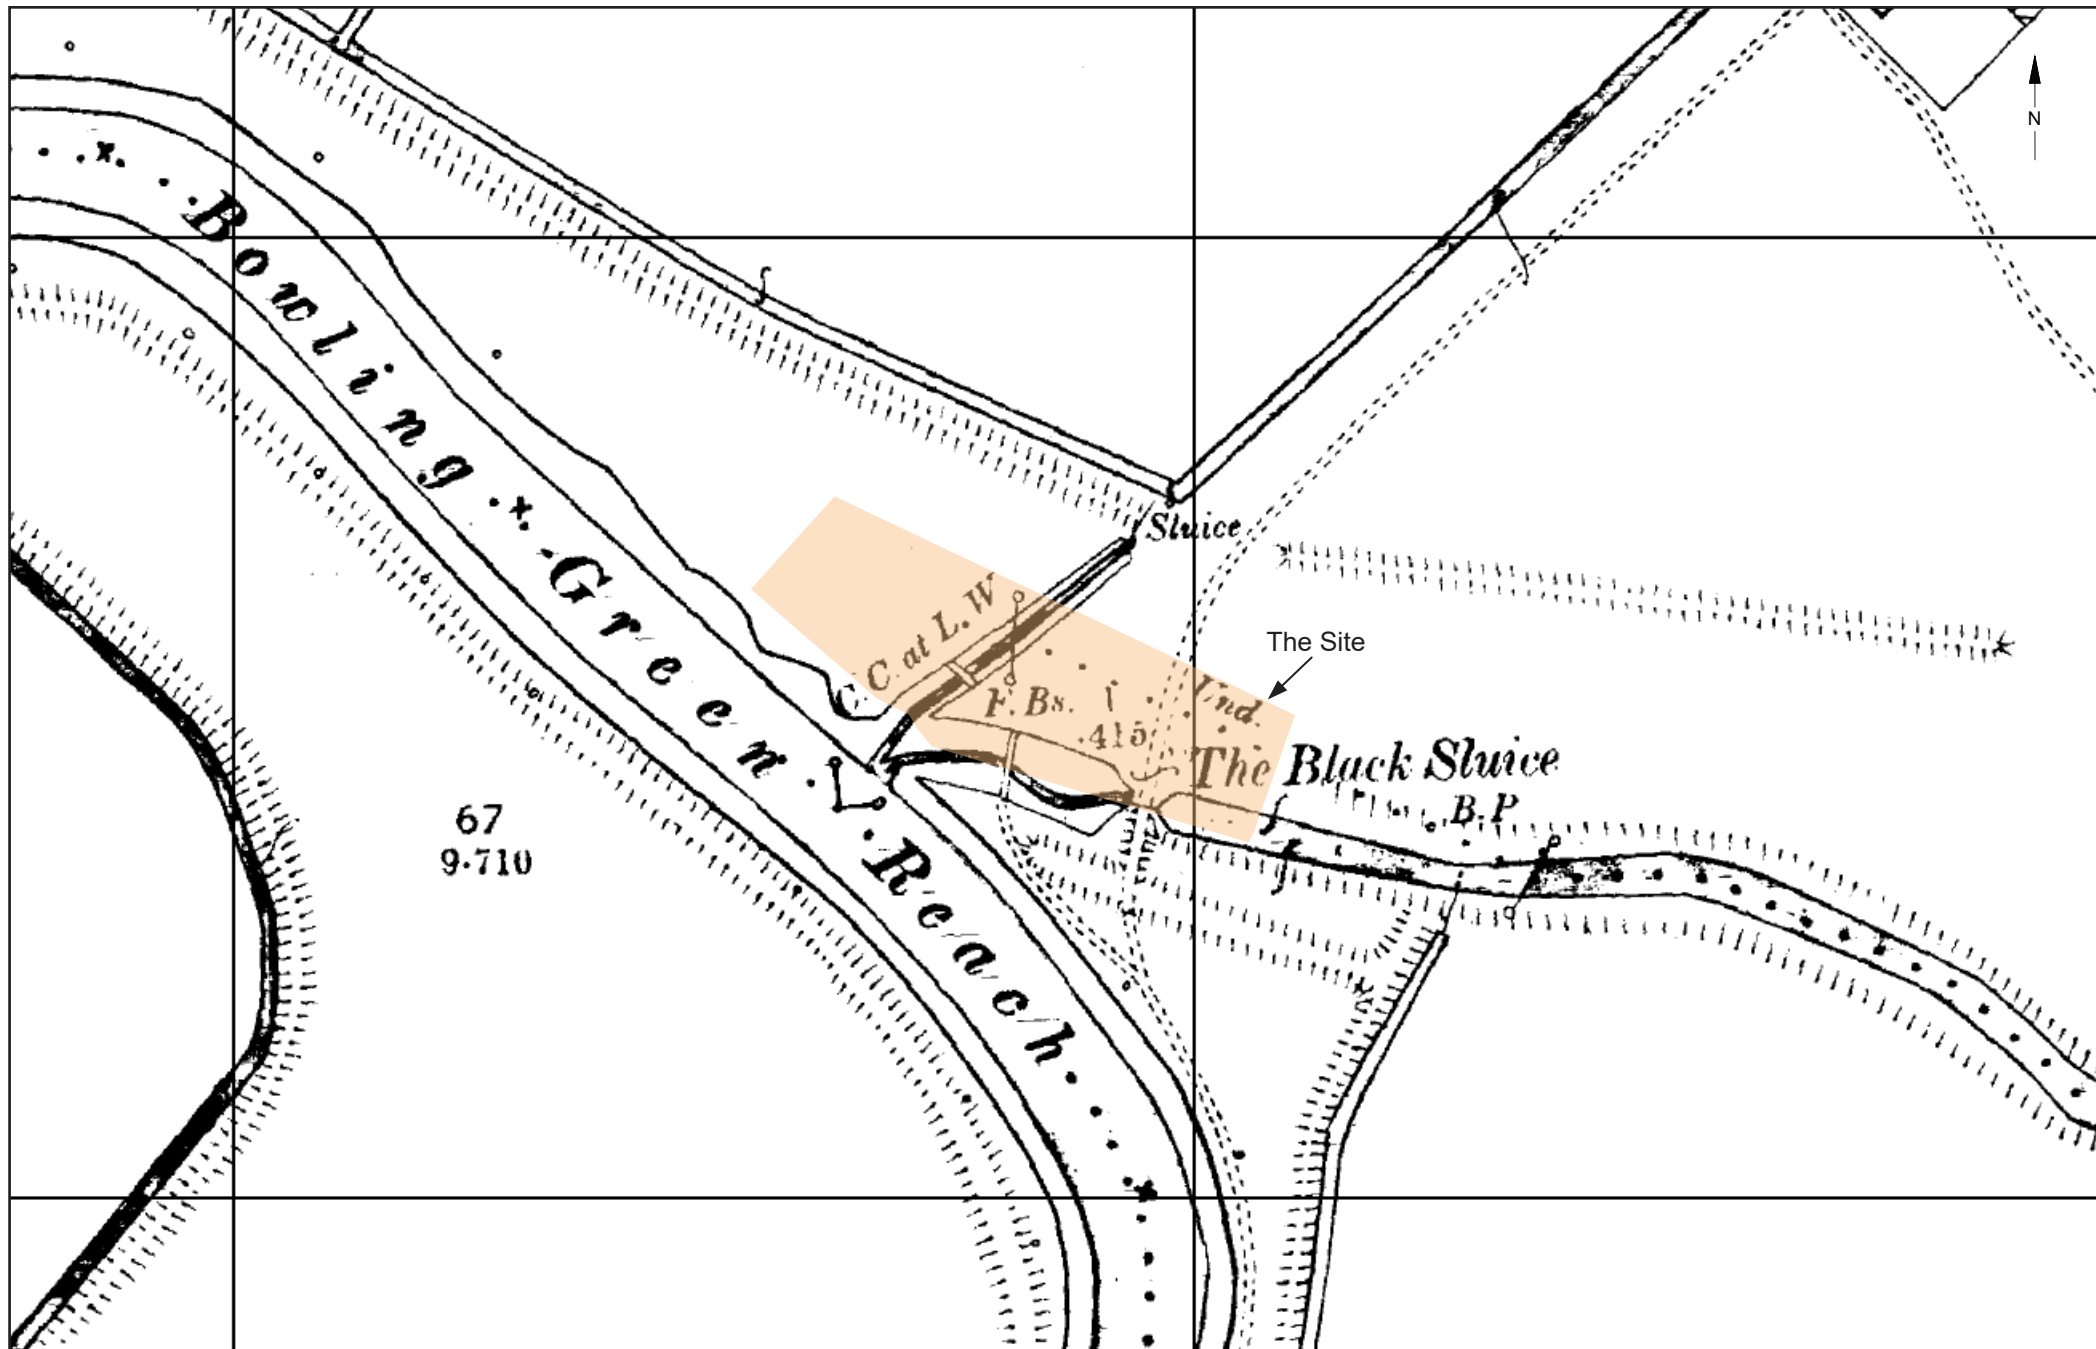 N
Bowling Green Reach
Sluice
C. C. at L. W
The Site
F. Bs.
Und.
.415
The Black Sluice
B. P
67
9·710